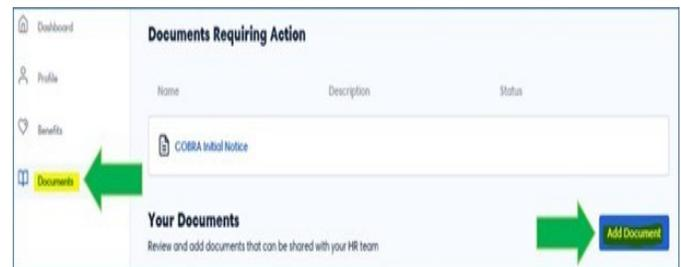 Dashboard
Profile
Benefits
Documents
Documents Requiring Action
Name Description Status
COBRA Initial Notice
Your Documents
Review and add documents that can be shared with your HR team
Add Document